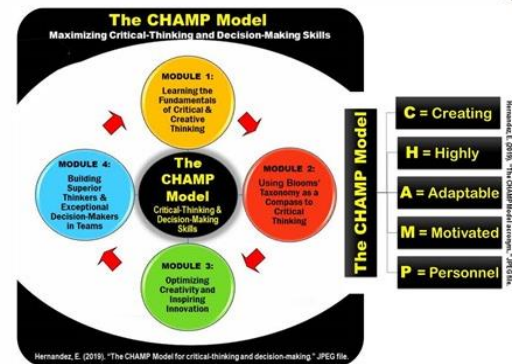 The CHAMP Model
Maximizing Critical-Thinking and Decision-Making Skills
MODULE 1:
Learning the
Fundamentals
of Critical &
Creative
Thinking
MODULE 2:
Using Blooms'
Taxonomy as a
Compass to
Critical
Thinking
MODULE 3:
Optimizing
Creativity and
Inspiring
Innovation
MODULE 4:
Building
Superior
Thinkers &
Exceptional
Decision-Makers
in Teams
The
CHAMP
Model
Critical-Thinking &
Decision-Making
Skills
Hernandez, E. (2019). "The CHAMP Model for critical-thinking and decision-making." JPEG file.
The CHAMP Model
C = Creating
H = Highly
A = Adaptable
M = Motivated
P = Personnel
Hernandez, E. (2019). "The CHAMP Model acronym." JPEG file.